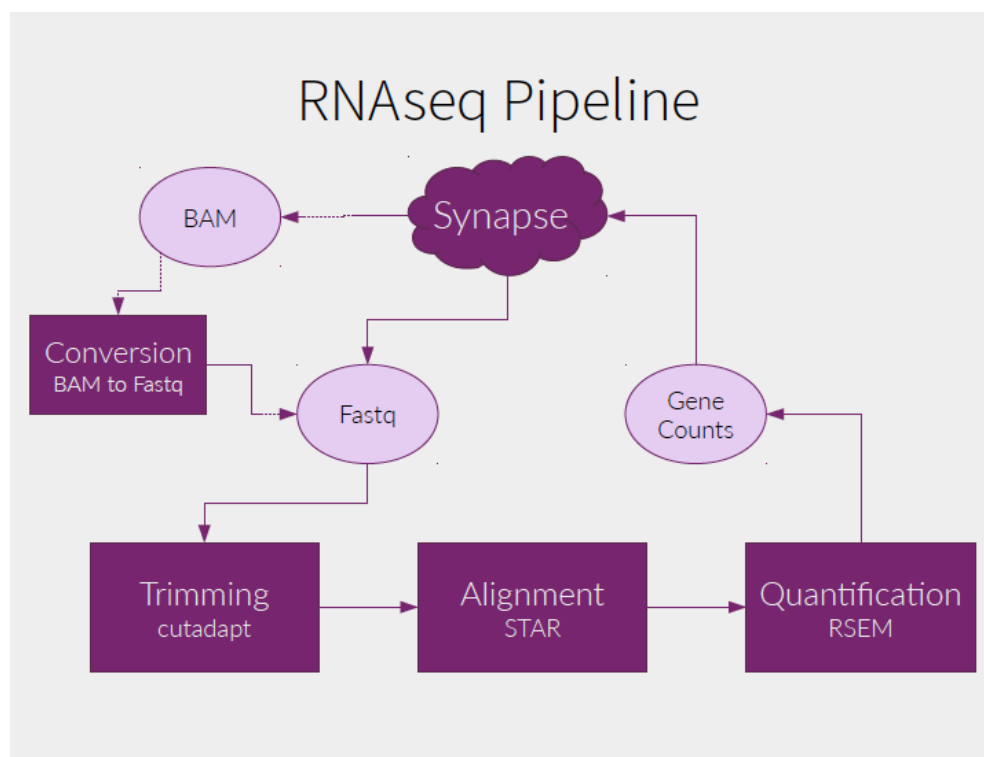 RNAseq Pipeline
BAM
Synapse
Conversion
BAM to Fastq
Fastq
Gene
Counts
Trimming
cutadapt
Alignment
STAR
Quantification
RSEM